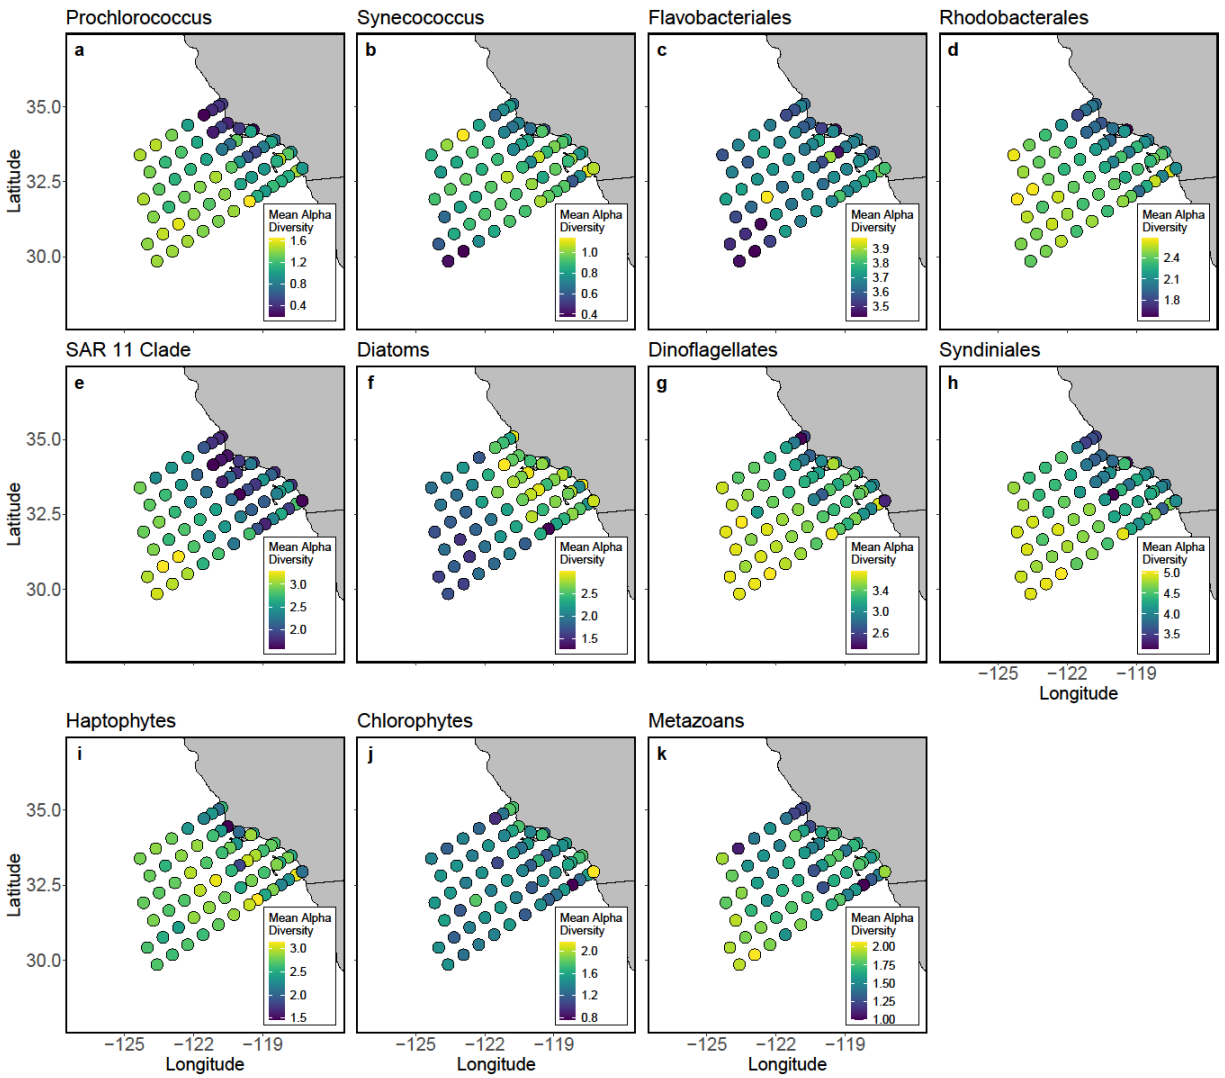 Prochlorococcus
Synecococcus
Flavobacteriales
Rhodobacterales
a
b
c
d
35.0
32.5
30.0
Latitude
Mean Alpha
Diversity
1.6
1.2
0.8
0.4
Mean Alpha
Diversity
1.0
0.8
0.6
0.4
Mean Alpha
Diversity
3.9
3.8
3.7
3.6
3.5
Mean Alpha
Diversity
2.4
2.1
1.8
SAR 11 Clade
Diatoms
Dinoflagellates
Syndiniales
e
f
g
h
35.0
32.5
30.0
Latitude
Mean Alpha
Diversity
3.0
2.5
2.0
Mean Alpha
Diversity
2.5
2.0
1.5
Mean Alpha
Diversity
3.4
3.0
2.6
Mean Alpha
Diversity
5.0
4.5
4.0
3.5
−125
−122
−119
Longitude
Haptophytes
Chlorophytes
Metazoans
i
j
k
35.0
32.5
30.0
Latitude
Mean Alpha
Diversity
3.0
2.5
2.0
1.5
Mean Alpha
Diversity
2.0
1.6
1.2
0.8
Mean Alpha
Diversity
2.00
1.75
1.50
1.25
1.00
−125
−122
−119
−125
−122
−119
−125
−122
−119
Longitude
Longitude
Longitude